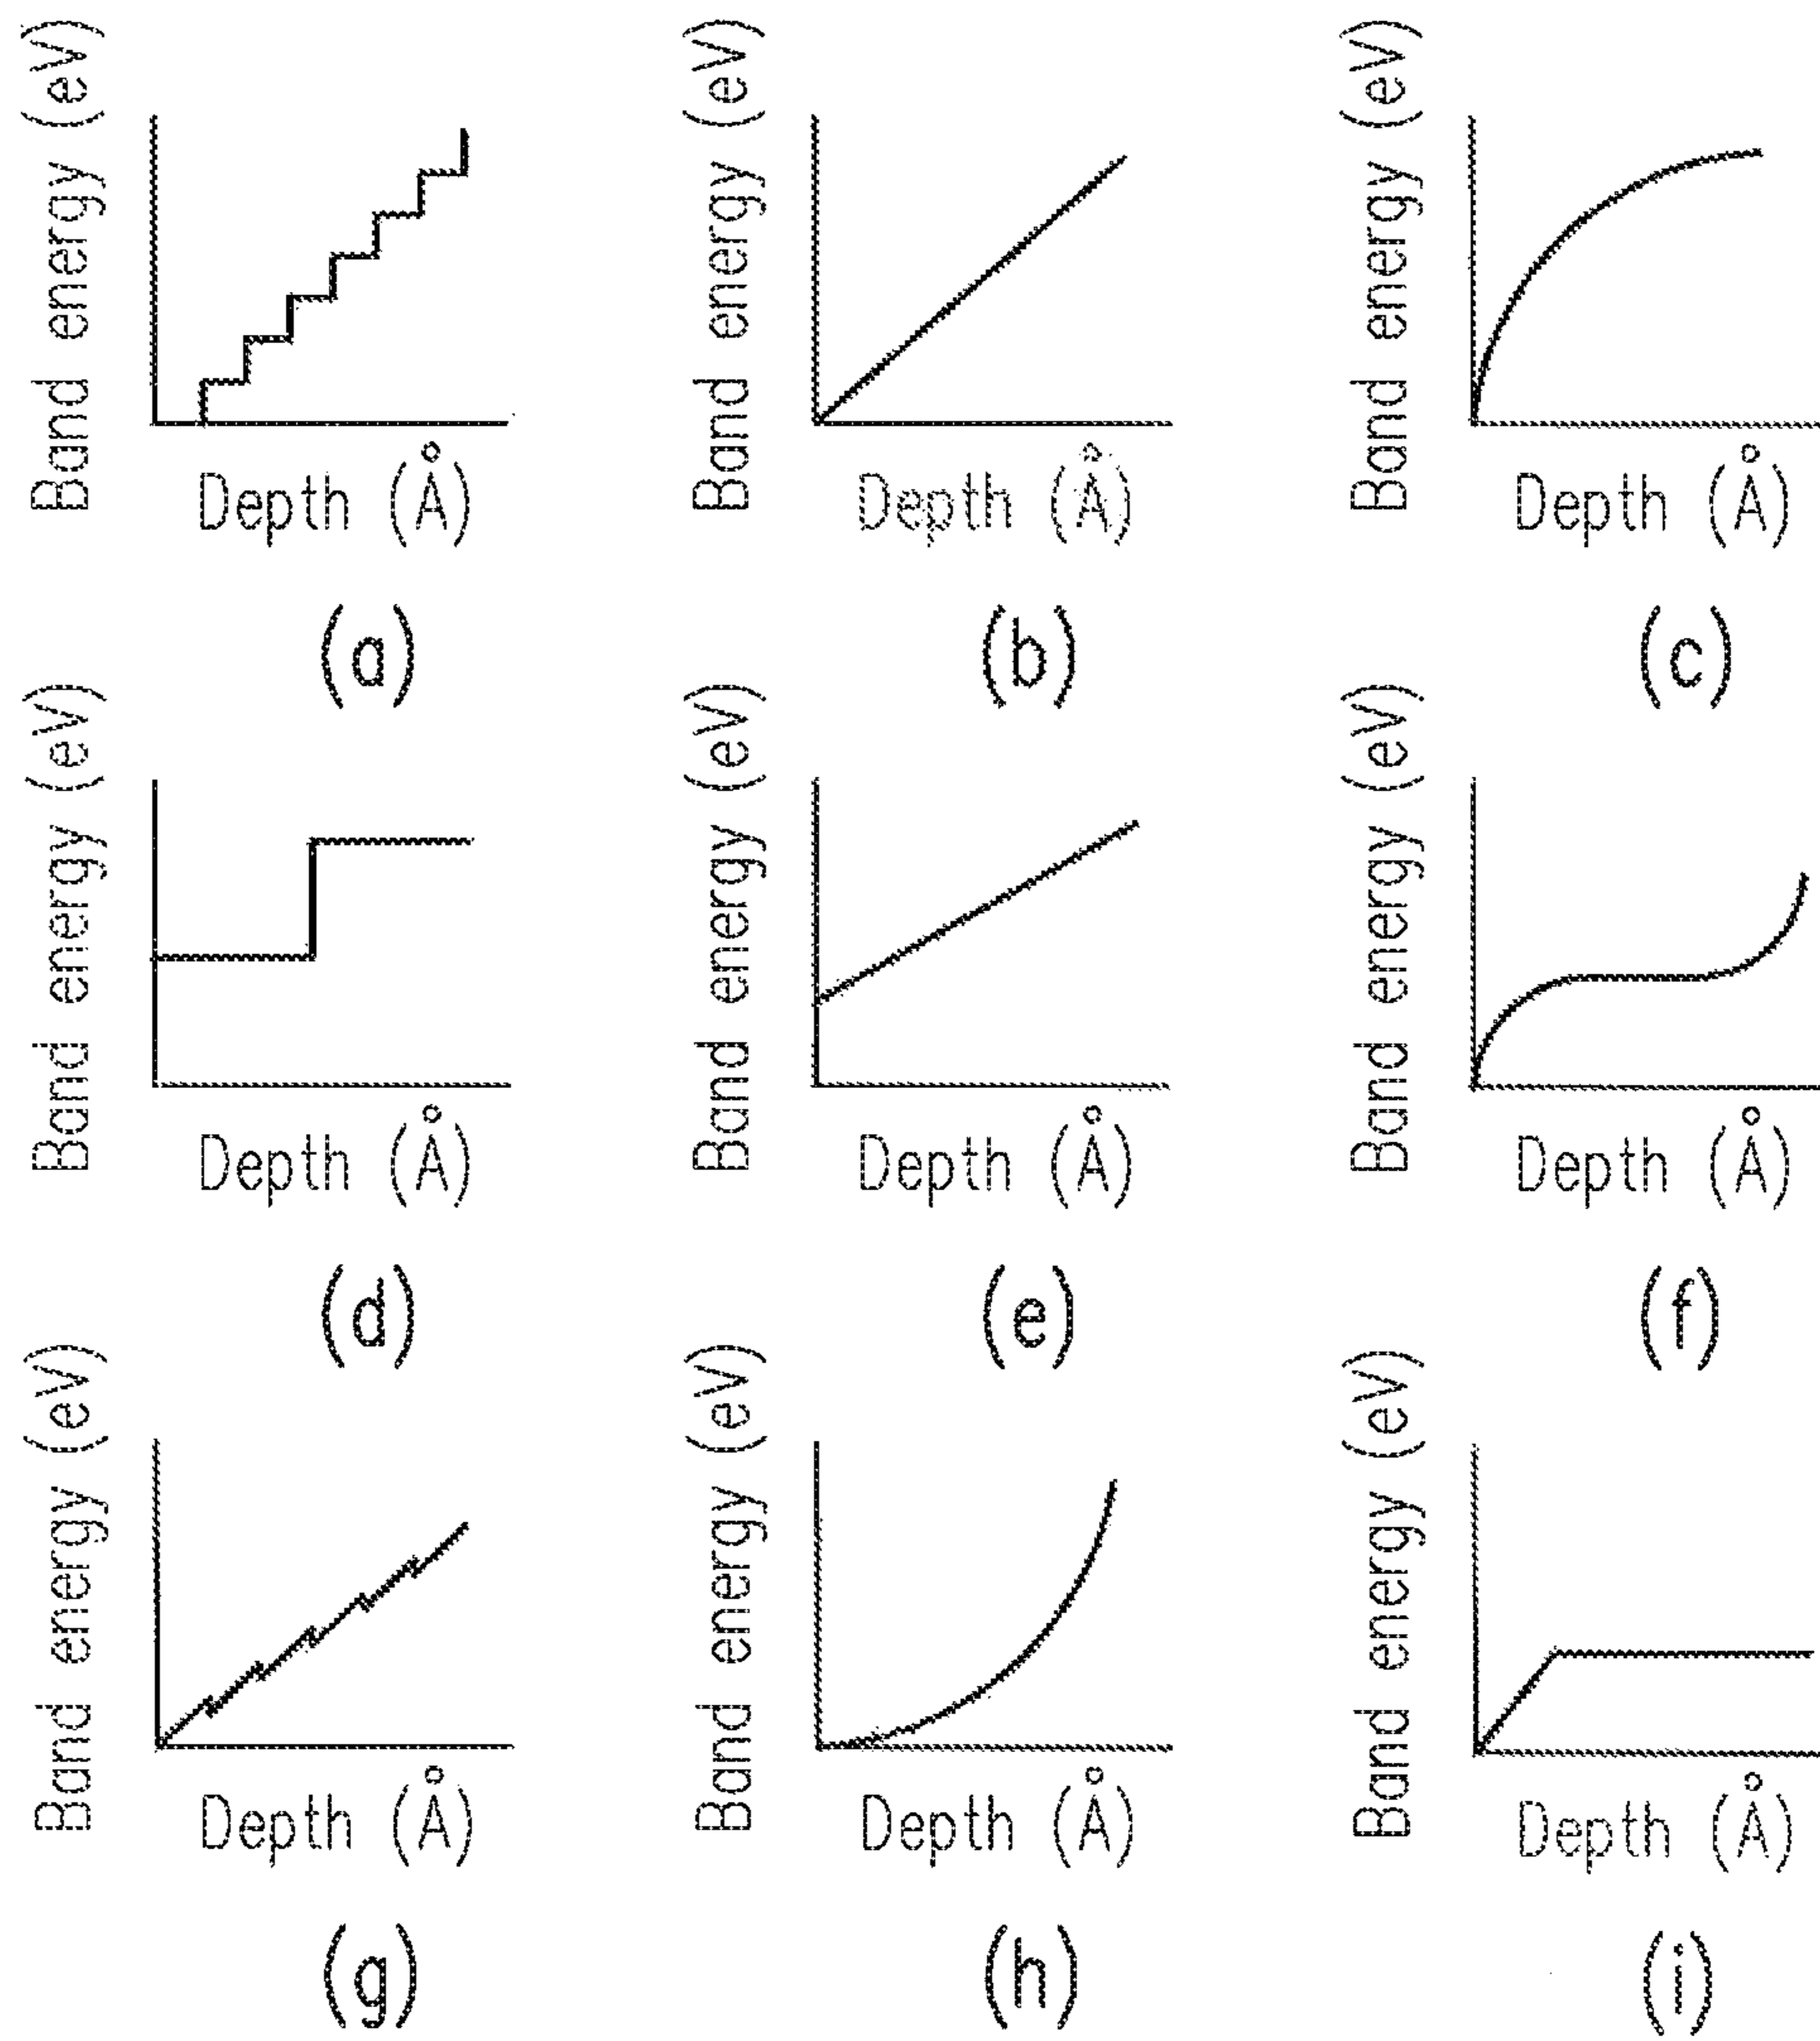 Band energy (eV)
Depth (Å)
(a)
Band energy (eV)
Depth (Å)
(b)
Band energy (eV)
Depth (Å)
(c)
Band energy (eV)
Depth (Å)
(d)
Band energy (eV)
Depth (Å)
(e)
Band energy (eV)
Depth (Å)
(f)
Band energy (eV)
Depth (Å)
(g)
Band energy (eV)
Depth (Å)
(h)
Band energy (eV)
Depth (Å)
(i)